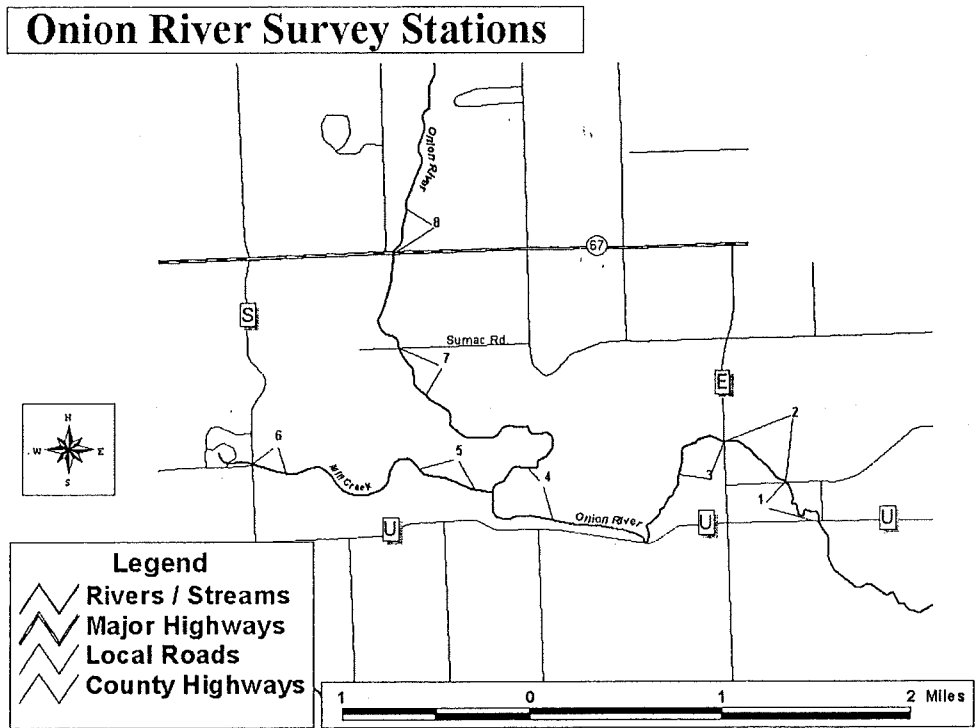 Onion River Survey Stations
Onion River
8
67
S
Sumac Rd.
7
E
2
N
W E
S
6
5
Mill Creek
4
3
1
Onion River
U
U
U
Legend
Rivers / Streams
Major Highways
Local Roads
County Highways
1 0 1 2 Miles